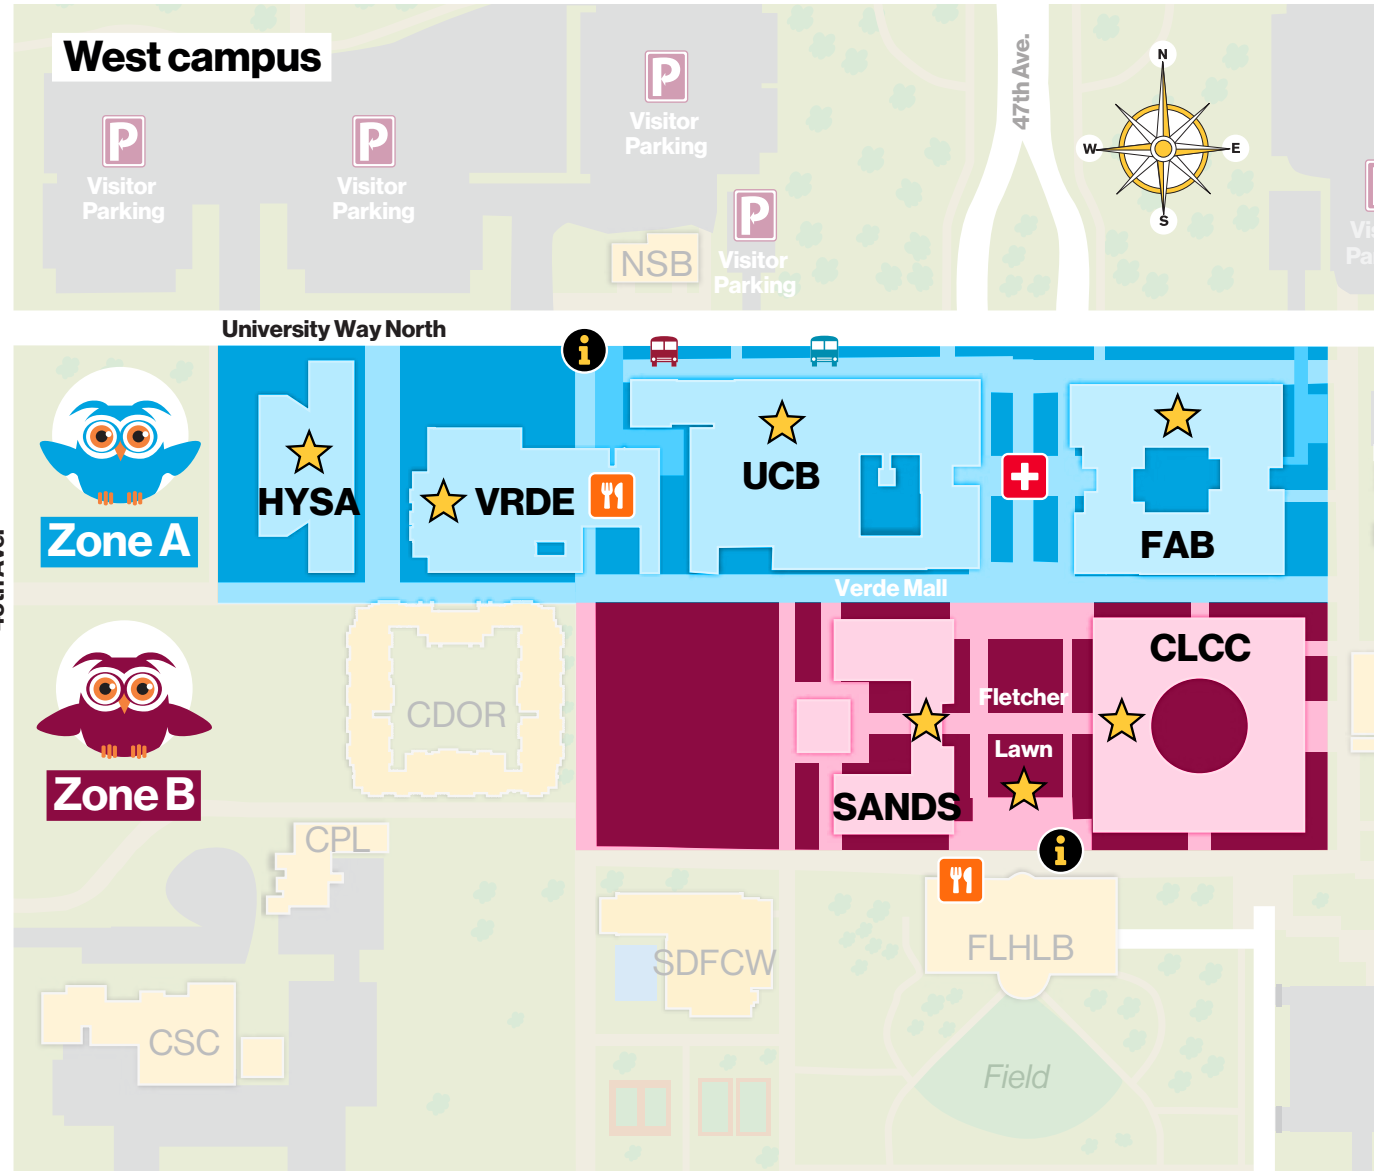 West campus
47th Ave.
N
W
E
S
Visitor
Parking
Visitor
Parking
Visitor
Parking
Visitor
Parking
NSB
University Way North
Zone A
HYSA
VRDE
UCB
FAB
Verde Mall
Zone B
CDOR
CLCC
Fletcher
Lawn
SANDS
CPL
SDFCW
FLHLB
CSC
Field